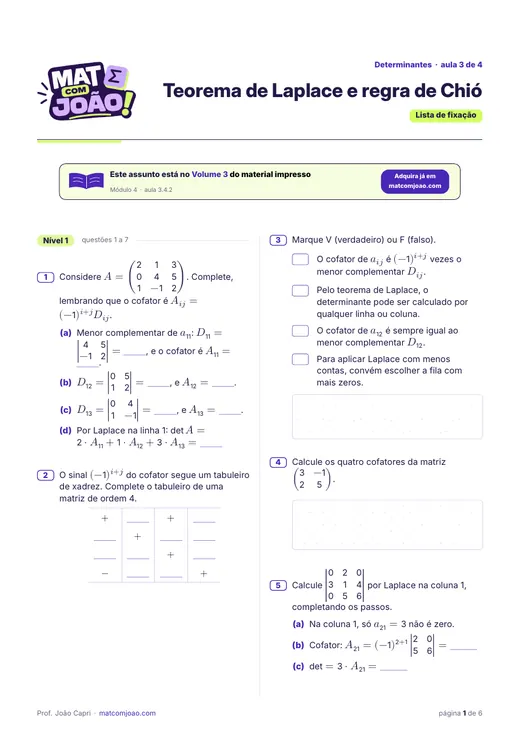 MAT
COM
JOÃO!
Determinantes · aula 3 de 4
Teorema de Laplace e regra de Chió
Lista de fixação
Este assunto está no Volume 3 do material impresso
Módulo 4 · aula 3.4.2
Adquira já em
matcomjoao.com
Nível 1 questões 1 a 7
1 Considere A = (2 1 3; 0 4 5; 1 −1 2). Complete,
lembrando que o cofator é A_ij =
(−1)^{i+j}D_ij.
(a) Menor complementar de a_11: D_11 =
|4 5; −1 2| = ____, e o cofator é A_11 =
____.
(b) D_12 = |0 5; 1 2| = ____, e A_12 = ____.
(c) D_13 = |0 4; 1 −1| = ____, e A_13 = ____.
(d) Por Laplace na linha 1: det A =
2 · A_11 + 1 · A_12 + 3 · A_13 = ____
2 O sinal (−1)^{i+j} do cofator segue um tabuleiro
de xadrez. Complete o tabuleiro de uma
matriz de ordem 4.
+ ____ + ____
____ + ____ ____
____ ____ + ____
− ____ ____ +
3 Marque V (verdadeiro) ou F (falso).
O cofator de a_ij é (−1)^{i+j} vezes o
menor complementar D_ij.
Pelo teorema de Laplace, o
determinante pode ser calculado por
qualquer linha ou coluna.
O cofator de a_12 é sempre igual ao
menor complementar D_12.
Para aplicar Laplace com menos
contas, convém escolher a fila com
mais zeros.
4 Calcule os quatro cofatores da matriz
(3 −1; 2 5).
5 Calcule |0 2 0; 3 1 4; 0 5 6| por Laplace na coluna 1,
completando os passos.
(a) Na coluna 1, só a_21 = 3 não é zero.
(b) Cofator: A_21 = (−1)^{2+1} |2 0; 5 6| = ____
(c) det = 3 · A_21 = ____
Prof. João Capri · matcomjoao.com
página 1 de 6